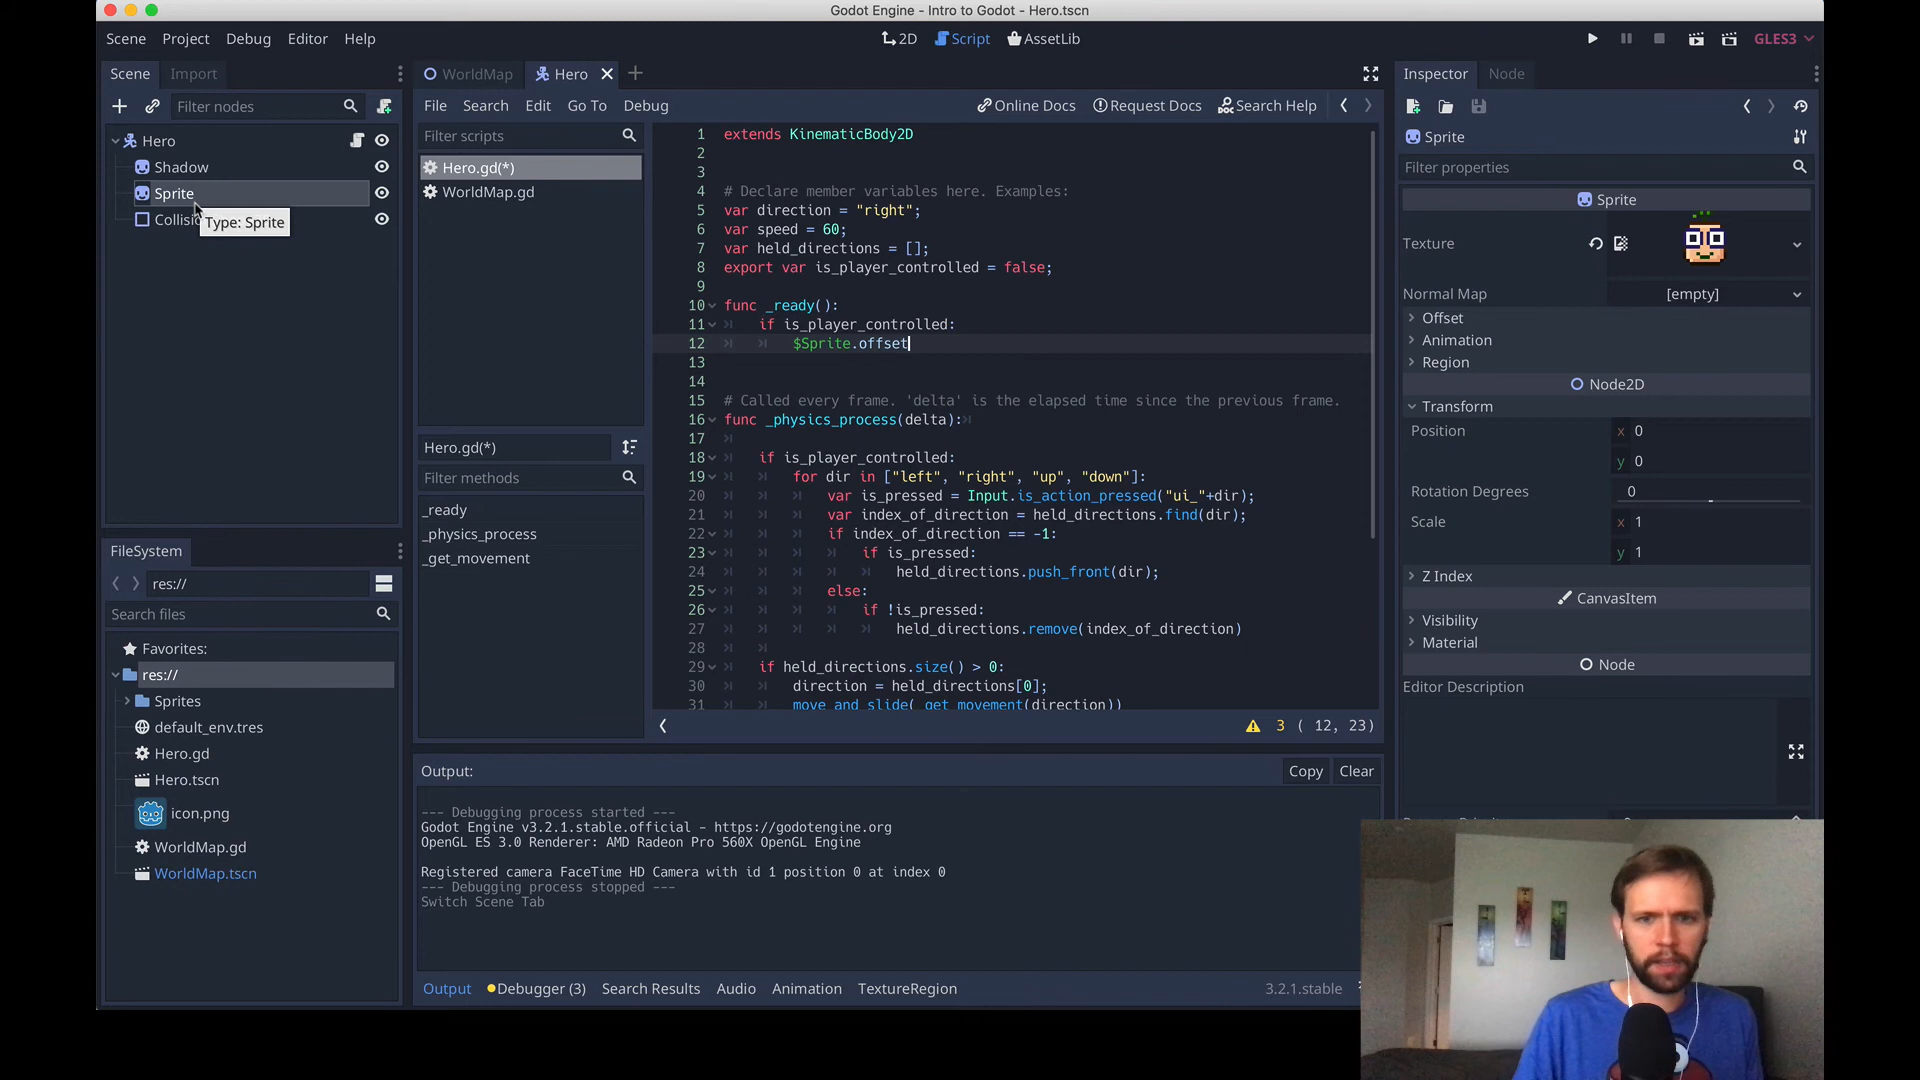 Godot Engine - Intro to Godot - Hero.tscn
Scene Project Debug Editor Help
2D Script AssetLib
GLES3
Scene Import
Filter nodes
Hero
Shadow
Sprite
Collisio
Type: Sprite
FileSystem
res://
Search files
Favorites:
res://
Sprites
default_env.tres
Hero.gd
Hero.tscn
icon.png
WorldMap.gd
WorldMap.tscn
WorldMap Hero
File Search Edit Go To Debug
Online Docs Request Docs Search Help
Filter scripts
Hero.gd(*)
WorldMap.gd
Hero.gd(*)
Filter methods
_ready
_physics_process
_get_movement
1 extends KinematicBody2D
2
3
4 # Declare member variables here. Examples:
5 var direction = "right";
6 var speed = 60;
7 var held_directions = [];
8 export var is_player_controlled = false;
9
10 func _ready():
11 if is_player_controlled:
12 $Sprite.offset
13
14
15 # Called every frame. 'delta' is the elapsed time since the previous frame.
16 func _physics_process(delta):
17
18 if is_player_controlled:
19 for dir in ["left", "right", "up", "down"]:
20 var is_pressed = Input.is_action_pressed("ui_"+dir);
21 var index_of_direction = held_directions.find(dir);
22 if index_of_direction == -1:
23 if is_pressed:
24 held_directions.push_front(dir);
25 else:
26 if !is_pressed:
27 held_directions.remove(index_of_direction)
28
29 if held_directions.size() > 0:
30 direction = held_directions[0];
31 move_and_slide(_get_movement(direction))
3 ( 12, 23)
Output:
Copy Clear
--- Debugging process started ---
Godot Engine v3.2.1.stable.official - https://godotengine.org
OpenGL ES 3.0 Renderer: AMD Radeon Pro 560X OpenGL Engine
Registered camera FaceTime HD Camera with id 1 position 0 at index 0
--- Debugging process stopped ---
Switch Scene Tab
Output Debugger (3) Search Results Audio Animation TextureRegion
3.2.1.stable
Inspector Node
Sprite
Filter properties
Sprite
Texture
Normal Map [empty]
Offset
Animation
Region
Node2D
Transform
Position x 0
y 0
Rotation Degrees 0
Scale x 1
y 1
Z Index
CanvasItem
Visibility
Material
Node
Editor Description